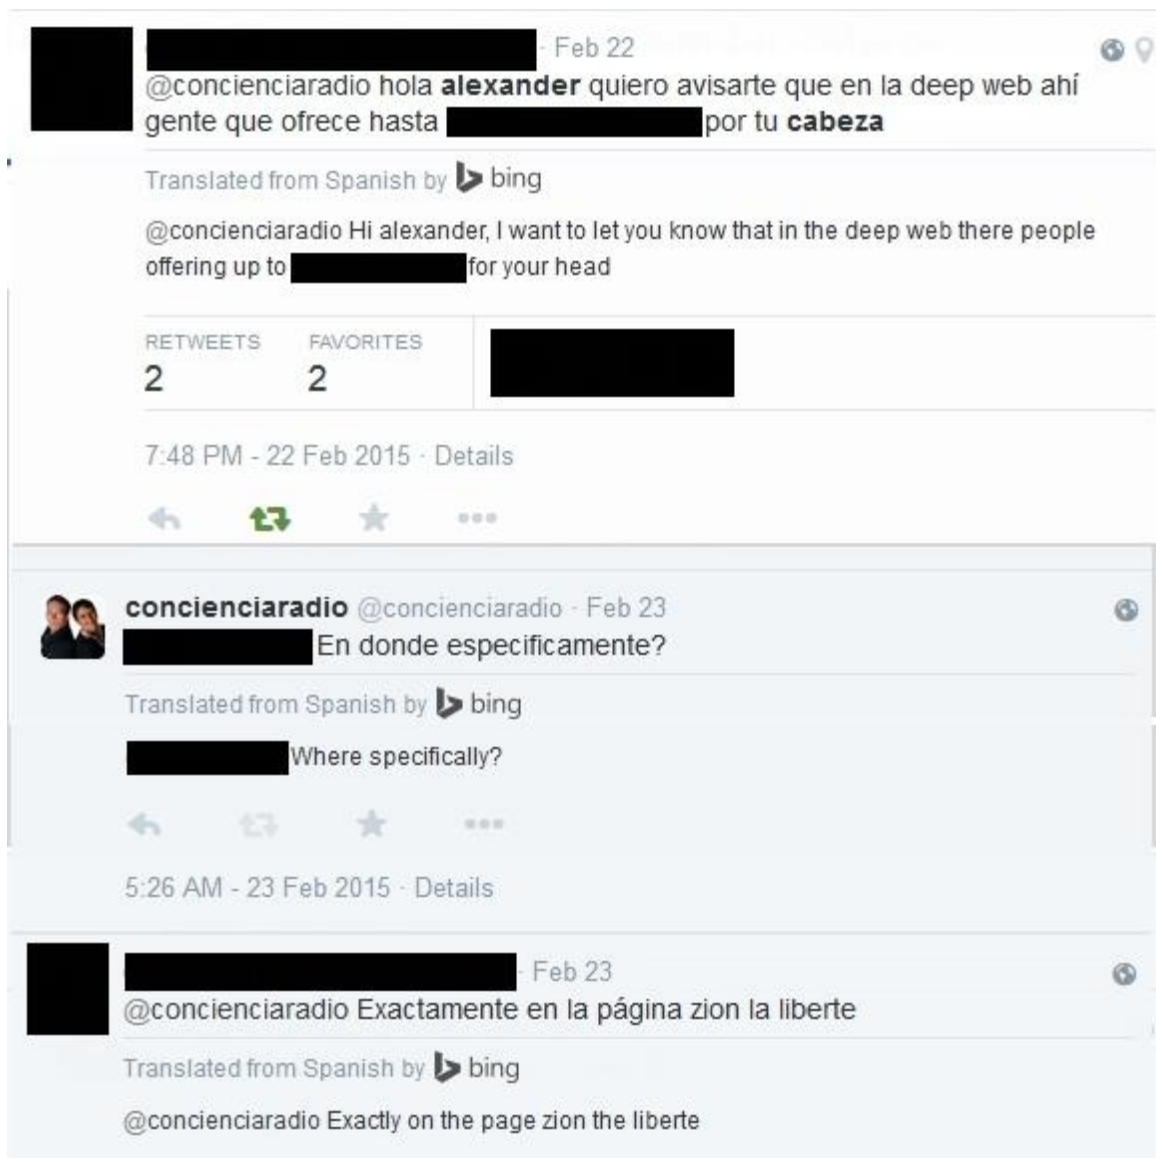 · Feb 22
@concienciaradio hola alexander quiero avisarte que en la deep web ahí
gente que ofrece hasta por tu cabeza
Translated from Spanish by bing
@concienciaradio Hi alexander, I want to let you know that in the deep web there people
offering up to for your head
RETWEETS FAVORITES
2 2
7:48 PM - 22 Feb 2015 · Details
concienciaradio @concienciaradio · Feb 23
En donde especificamente?
Translated from Spanish by bing
Where specifically?
5:26 AM - 23 Feb 2015 · Details
· Feb 23
@concienciaradio Exactamente en la página zion la liberte
Translated from Spanish by bing
@concienciaradio Exactly on the page zion the liberte